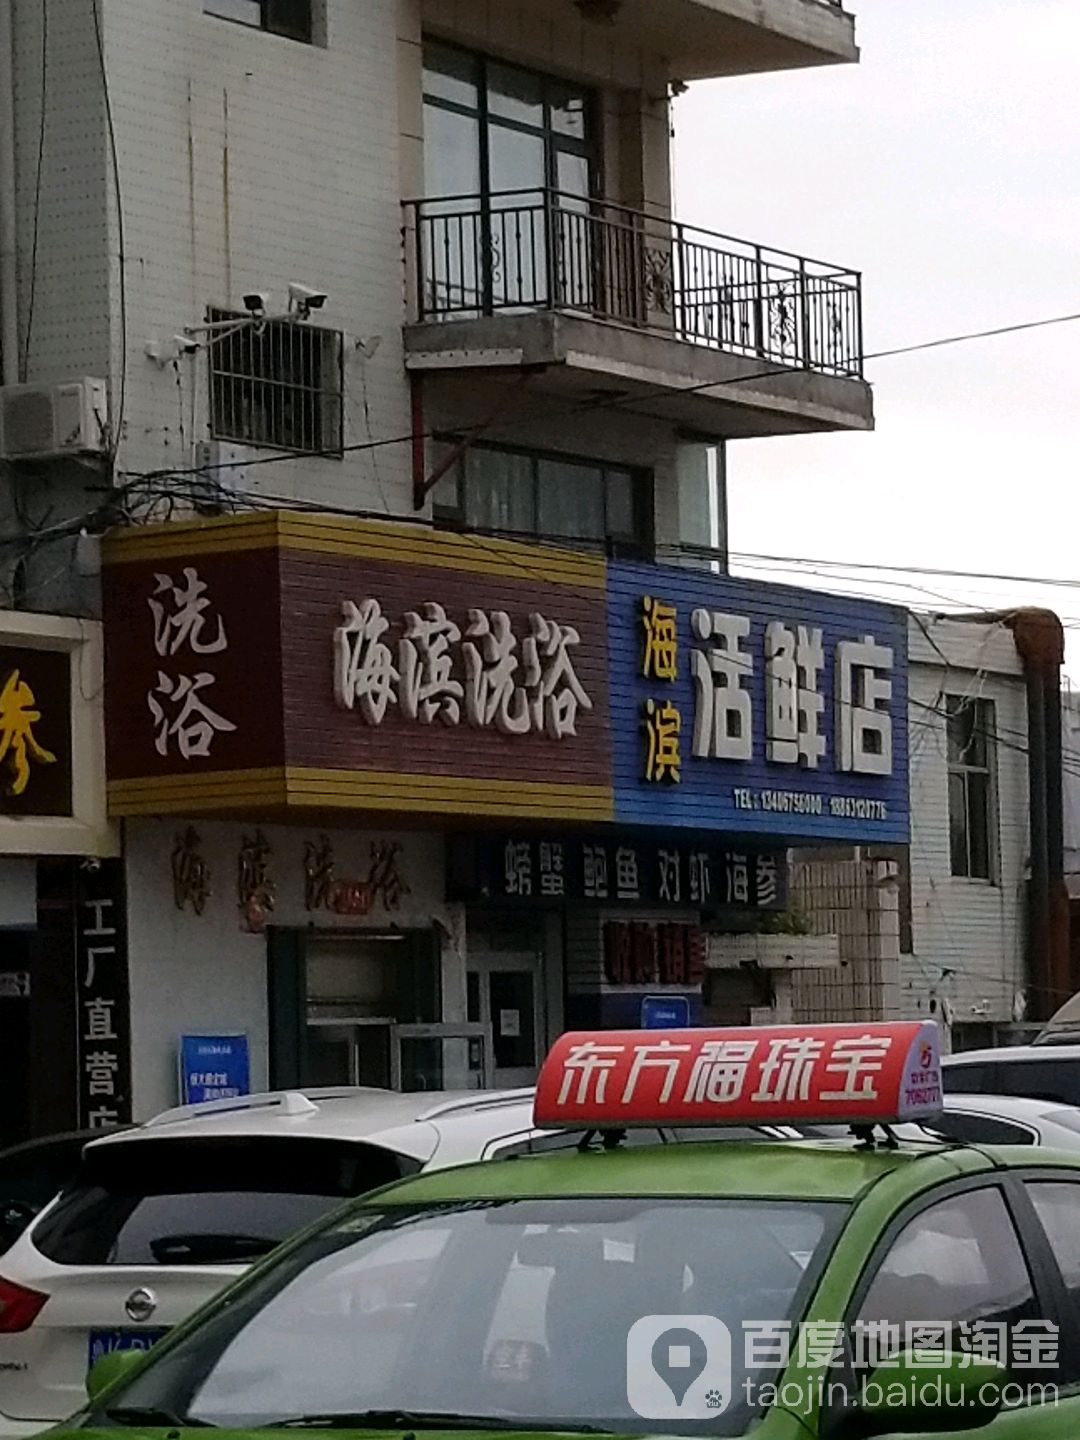 洗浴
海滨洗浴
海滨
活鲜店
TEL:13406756000 18863120776
参
海滨洗浴
螃蟹 鲍鱼 对虾 海参
工厂直营店
东方福珠宝
百度地图淘金
taojin.baidu.com